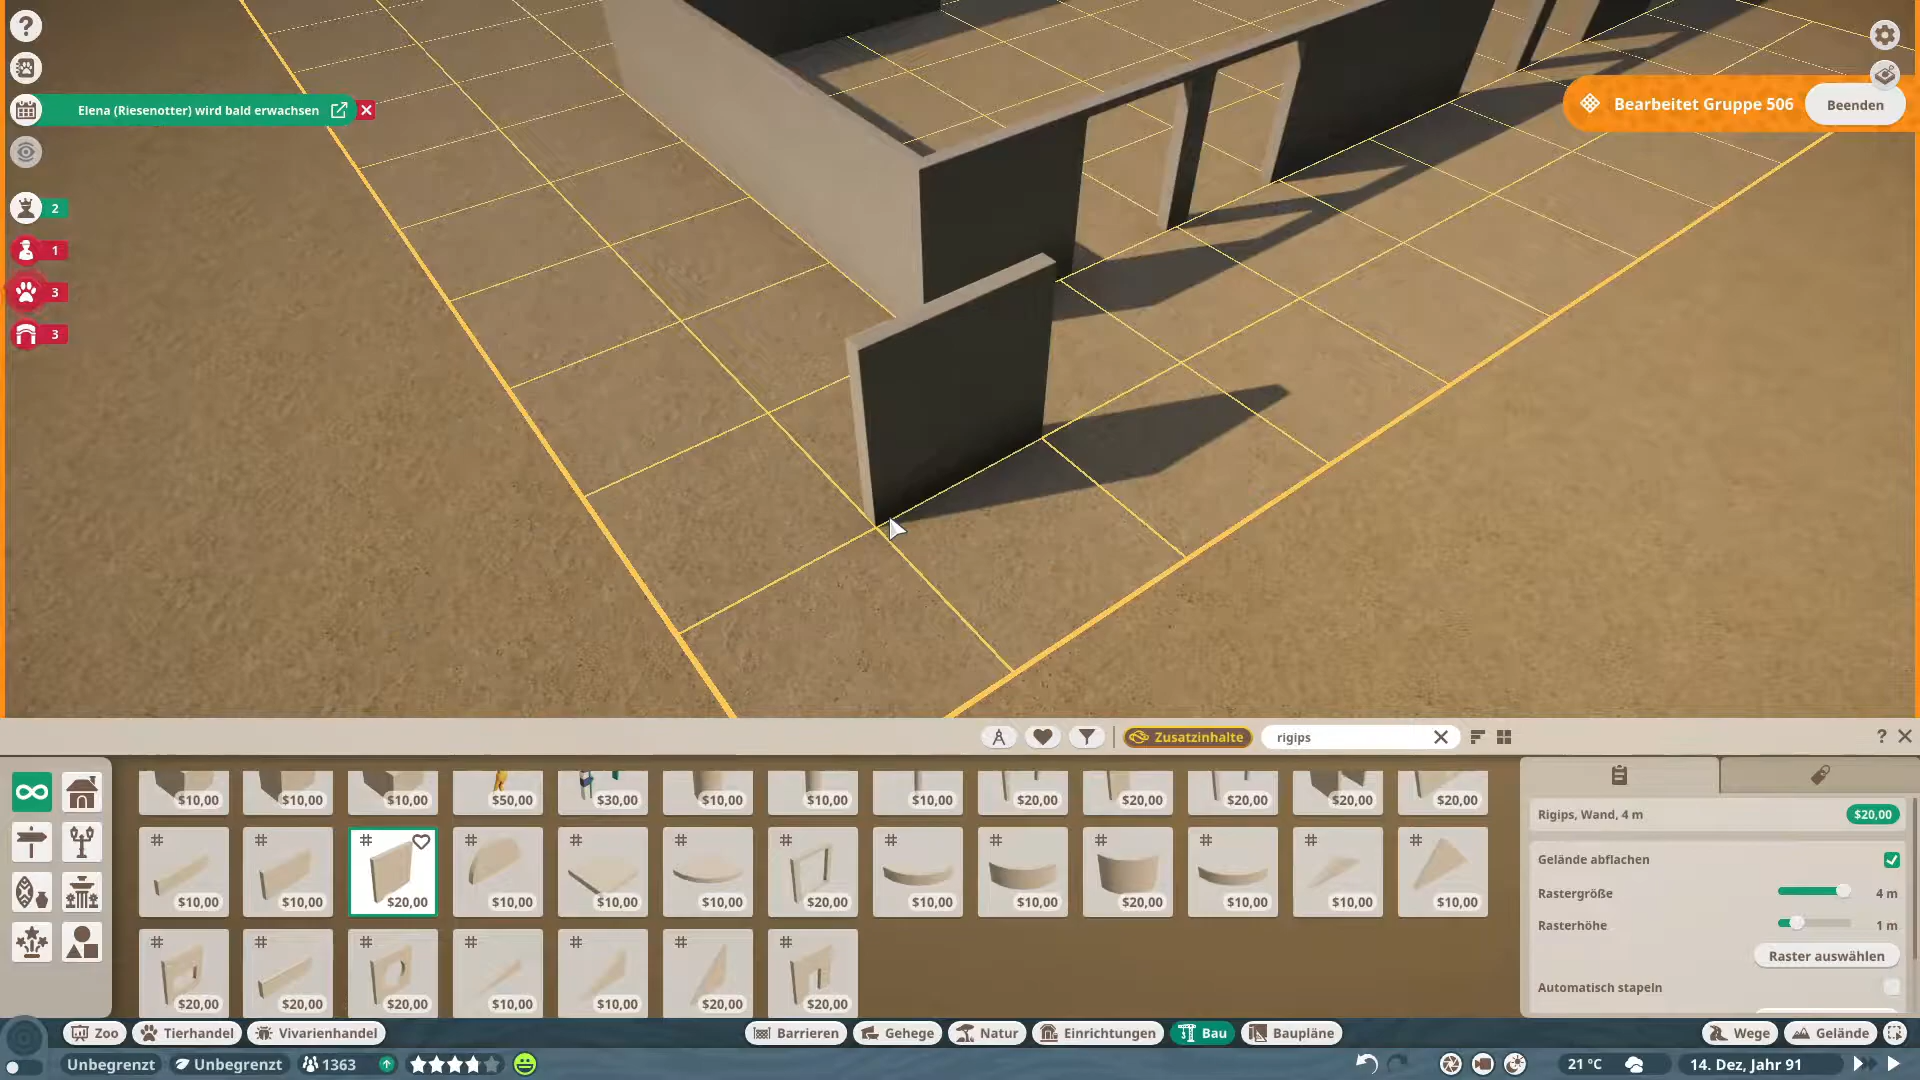 Elena (Riesenotter) wird bald erwachsen
Bearbeitet Gruppe 506
Beenden
2
1
3
3
Zusatzinhalte
rigips
$10,00 $10,00 $10,00 $50,00 $30,00 $10,00 $10,00 $10,00 $20,00 $20,00 $20,00 $20,00 $20,00
$10,00 $10,00 $20,00 $10,00 $10,00 $10,00 $20,00 $10,00 $10,00 $20,00 $10,00 $10,00 $10,00
$20,00 $20,00 $20,00 $10,00 $10,00 $20,00 $20,00
Rigips, Wand, 4 m $20,00
Gelände abflachen
Rastergröße 4 m
Rasterhöhe 1 m
Raster auswählen
Automatisch stapeln
Zoo Tierhandel Vivarienhandel Barrieren Gehege Natur Einrichtungen Bau Baupläne Wege Gelände
Unbegrenzt Unbegrenzt 1363 21 °C 14. Dez, Jahr 91